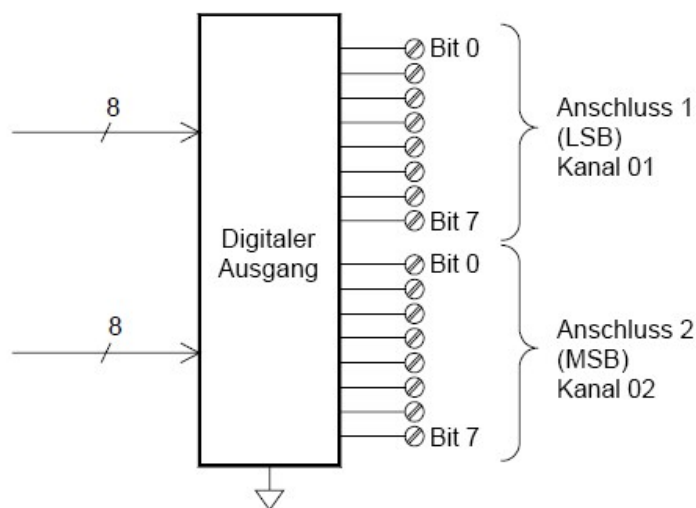 8
8
Digitaler
Ausgang
Bit 0
Bit 7
Bit 0
Bit 7
Anschluss 1
(LSB)
Kanal 01
Anschluss 2
(MSB)
Kanal 02